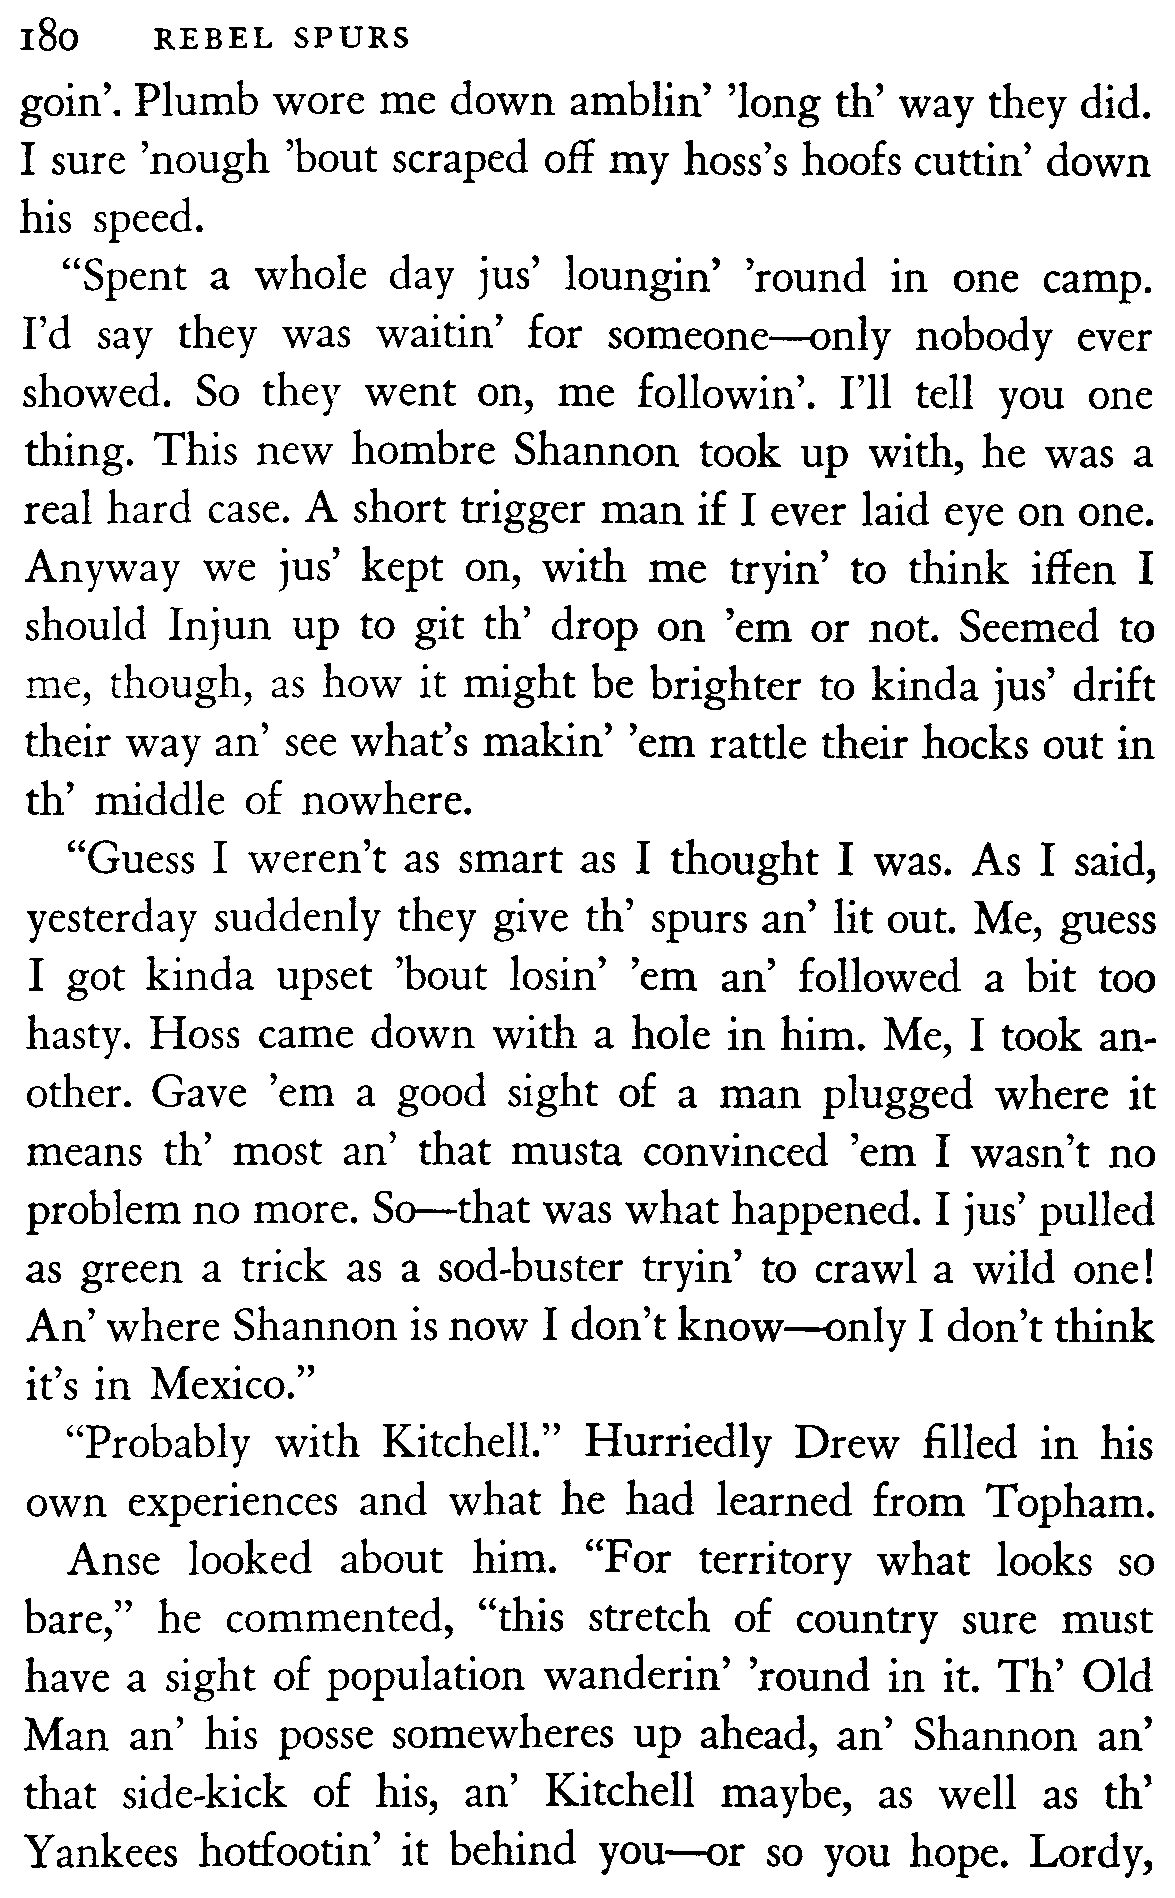 180 REBEL SPURS
goin’. Plumb wore me down amblin’ ’long th’ way they did.
I sure ’nough ’bout scraped off my hoss’s hoofs cuttin’ down
his speed.
“Spent a whole day jus’ loungin’ ’round in one camp.
I’d say they was waitin’ for someone—only nobody ever
showed. So they went on, me followin’. I’ll tell you one
thing. This new hombre Shannon took up with, he was a
real hard case. A short trigger man if I ever laid eye on one.
Anyway we jus’ kept on, with me tryin’ to think iffen I
should Injun up to git th’ drop on ’em or not. Seemed to
me, though, as how it might be brighter to kinda jus’ drift
their way an’ see what’s makin’ ’em rattle their hocks out in
th’ middle of nowhere.
“Guess I weren’t as smart as I thought I was. As I said,
yesterday suddenly they give th’ spurs an’ lit out. Me, guess
I got kinda upset ’bout losin’ ’em an’ followed a bit too
hasty. Hoss came down with a hole in him. Me, I took an-
other. Gave ’em a good sight of a man plugged where it
means th’ most an’ that musta convinced ’em I wasn’t no
problem no more. So—that was what happened. I jus’ pulled
as green a trick as a sod-buster tryin’ to crawl a wild one!
An’ where Shannon is now I don’t know—only I don’t think
it’s in Mexico.”
“Probably with Kitchell.” Hurriedly Drew filled in his
own experiences and what he had learned from Topham.
Anse looked about him. “For territory what looks so
bare,” he commented, “this stretch of country sure must
have a sight of population wanderin’ ’round in it. Th’ Old
Man an’ his posse somewheres up ahead, an’ Shannon an’
that side-kick of his, an’ Kitchell maybe, as well as th’
Yankees hotfootin’ it behind you—or so you hope. Lordy,